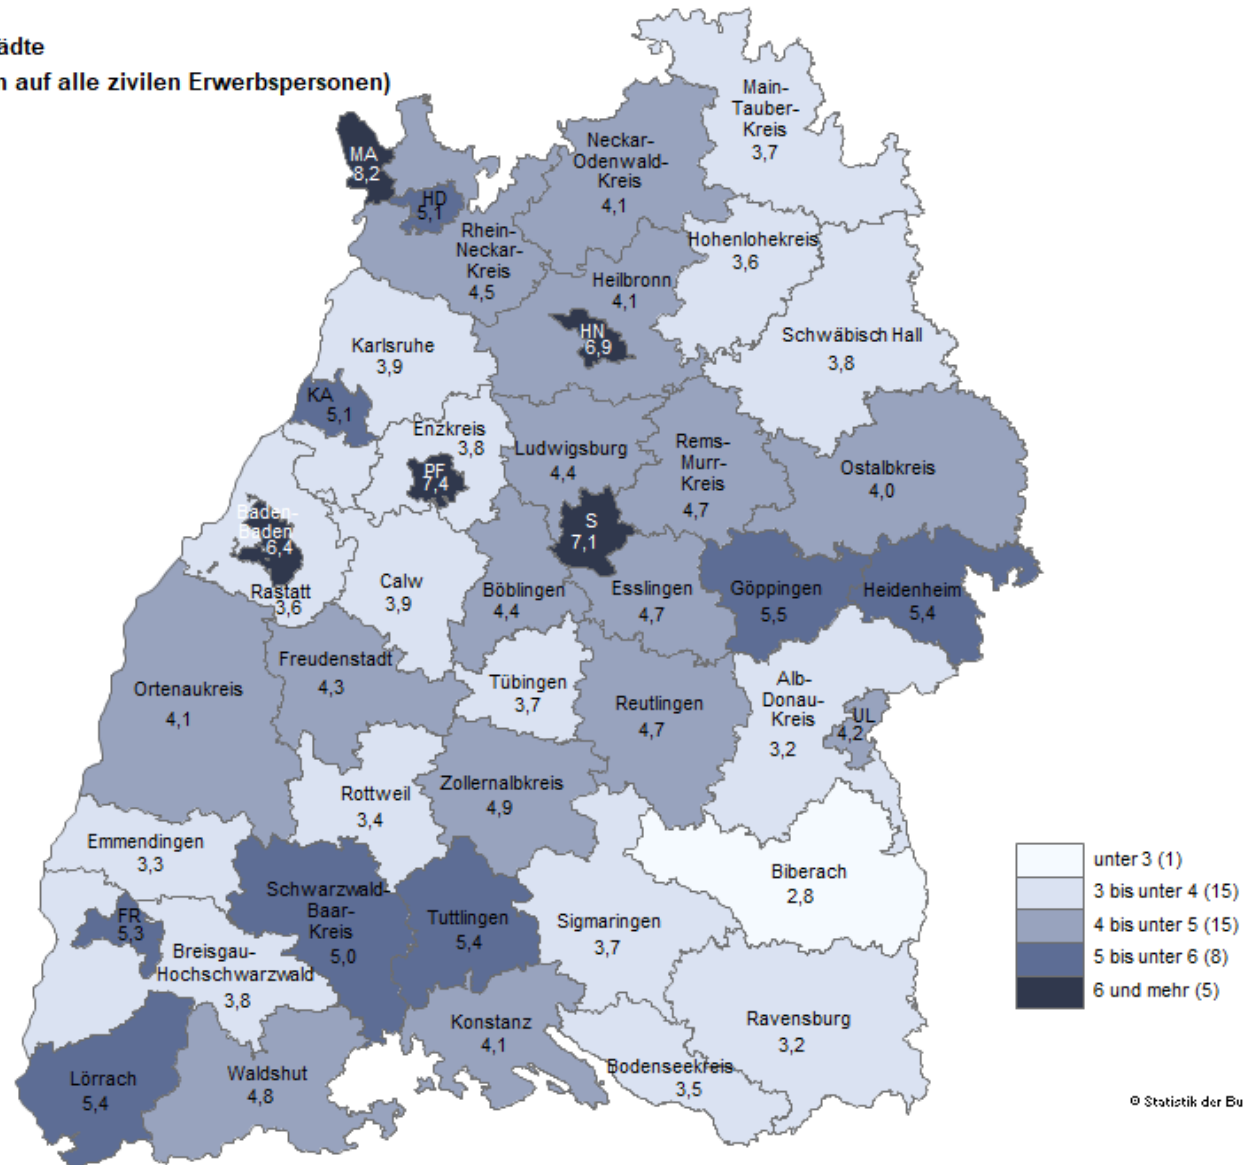 ädte
n auf alle zivilen Erwerbspersonen)
Main-
Tauber-
Kreis
3,7
MA
8,2
Neckar-
Odenwald-
Kreis
4,1
HD
5,1
Rhein-
Neckar-
Kreis
4,5
Hohenlohekreis
3,6
Heilbronn
4,1
HN
6,9
Schwäbisch Hall
3,8
Karlsruhe
3,9
KA
5,1
Enzkreis
3,8
PF
7,4
Ludwigsburg
4,4
Rems-
Murr-
Kreis
4,7
Ostalbkreis
4,0
Baden-
Baden
6,4
S
7,1
Rastatt
3,6
Calw
3,9
Böblingen
4,4
Esslingen
4,7
Göppingen
5,5
Heidenheim
5,4
Ortenaukreis
4,1
Freudenstadt
4,3
Tübingen
3,7
Reutlingen
4,7
Alb-
Donau-
Kreis
3,2
UL
4,2
Rottweil
3,4
Zollernalbkreis
4,9
Emmendingen
3,3
Biberach
2,8
FR
5,3
Schwarzwald-
Baar-
Kreis
5,0
Tuttlingen
5,4
Sigmaringen
3,7
Breisgau-
Hochschwarzwald
3,8
Konstanz
4,1
Ravensburg
3,2
Lörrach
5,4
Waldshut
4,8
Bodenseekreis
3,5
unter 3 (1)
3 bis unter 4 (15)
4 bis unter 5 (15)
5 bis unter 6 (8)
6 und mehr (5)
© Statistik der Bu